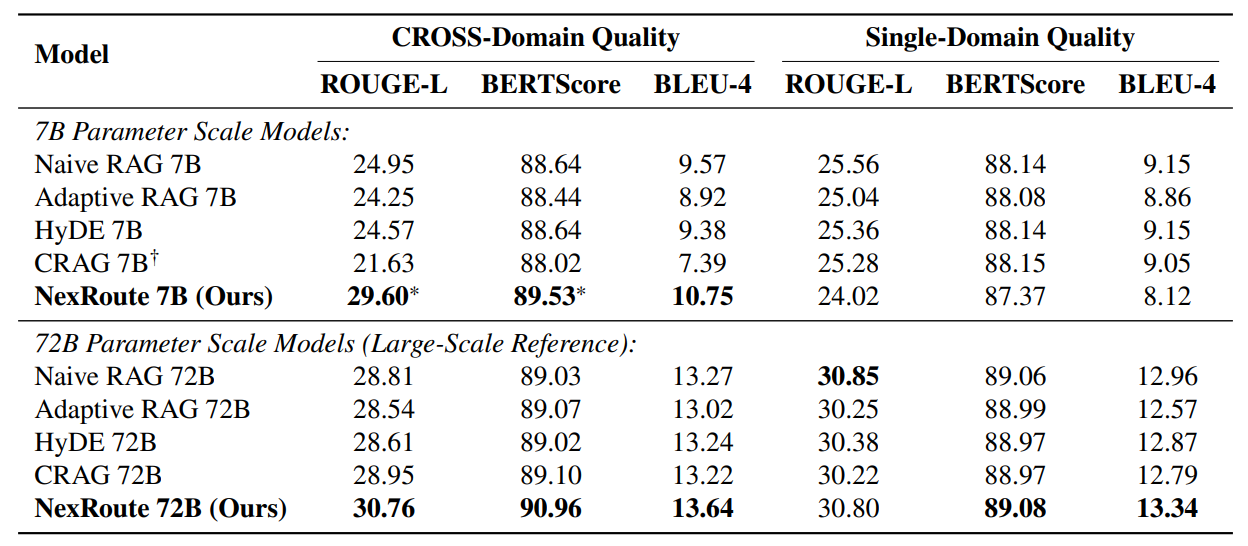 Model CROSS-Domain Quality Single-Domain Quality
ROUGE-L BERTScore BLEU-4 ROUGE-L BERTScore BLEU-4
7B Parameter Scale Models:
Naive RAG 7B 24.95 88.64 9.57 25.56 88.14 9.15
Adaptive RAG 7B 24.25 88.44 8.92 25.04 88.08 8.86
HyDE 7B 24.57 88.64 9.38 25.36 88.14 9.15
CRAG 7B† 21.63 88.02 7.39 25.28 88.15 9.05
NexRoute 7B (Ours) 29.60* 89.53* 10.75 24.02 87.37 8.12
72B Parameter Scale Models (Large-Scale Reference):
Naive RAG 72B 28.81 89.03 13.27 30.85 89.06 12.96
Adaptive RAG 72B 28.54 89.07 13.02 30.25 88.99 12.57
HyDE 72B 28.61 89.02 13.24 30.38 88.97 12.87
CRAG 72B 28.95 89.10 13.22 30.22 88.97 12.79
NexRoute 72B (Ours) 30.76 90.96 13.64 30.80 89.08 13.34